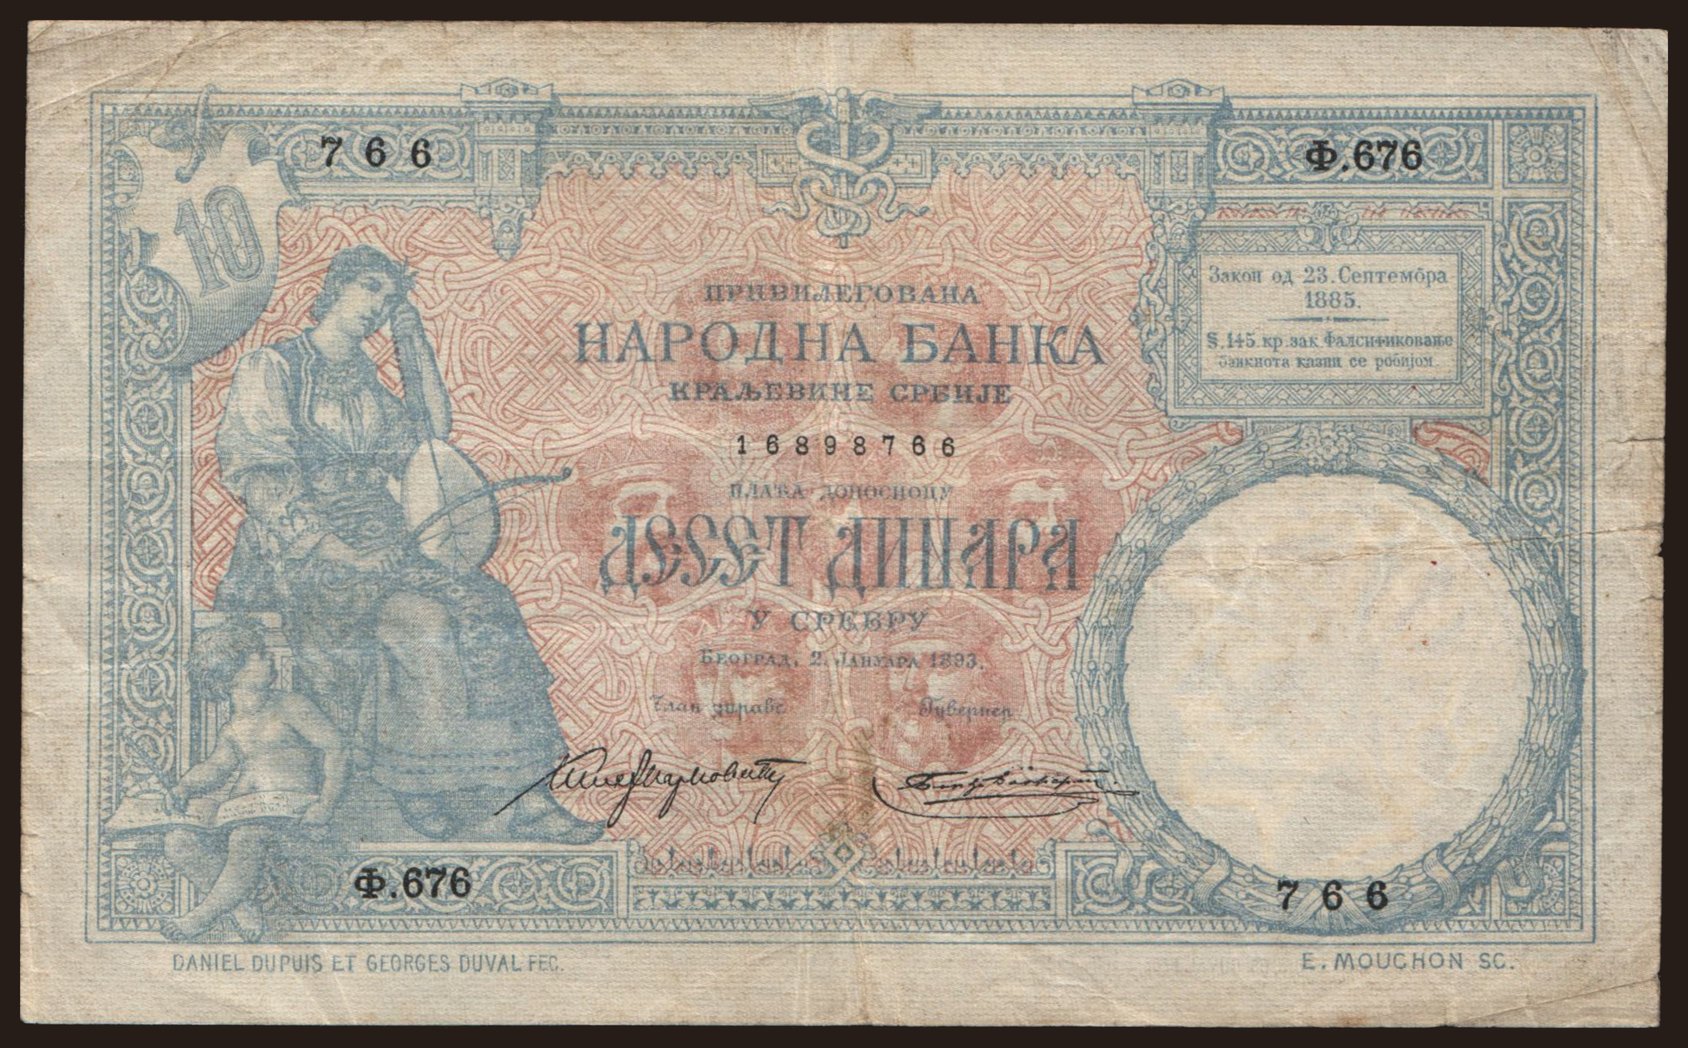 766
Ф.676
10
Закон од 23. Септембра
1885.
§. 145. кр. зак. Фалсификовање
банкнота казни се робијом.
ПРИВИЛЕГОВАНА
НАРОДНА БАНКА
КРАЉЕВИНЕ СРБИЈЕ
16898766
ПЛАЋА ДОНОСИОЦУ
ДЕСЕТ ДИНАРА
У СРЕБРУ
БЕОГРАД, 2. ЈАНУАРА 1893.
Члан управе
Гувернер
Ф.676
766
DANIEL DUPUIS ET GEORGES DUVAL FEC.
E. MOUCHON SC.